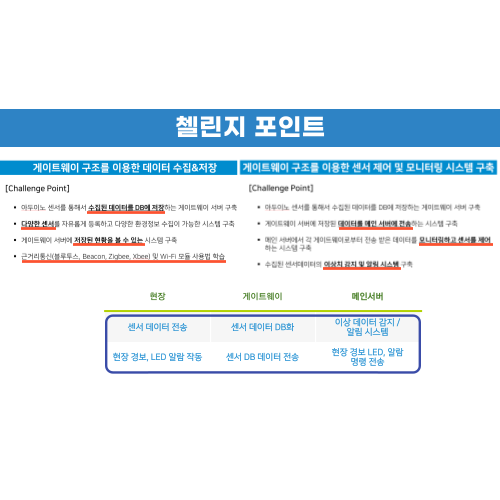 첼린지 포인트
게이트웨이 구조를 이용한 데이터 수집&저장
[Challenge Point]
• 아두이노 센서를 통해서 수집된 데이터를 DB에 저장하는 게이트웨이 서버 구축
• 다양한 센서를 자유롭게 등록하고 다양한 환경정보 수집이 가능한 시스템 구축
• 게이트웨이 서버에 저장된 현황을 볼 수 있는 시스템 구축
• 근거리통신(블루투스, Beacon, Zigbee, Xbee) 및 Wi-Fi 모듈 사용법 학습
게이트웨이 구조를 이용한 센서 제어 및 모니터링 시스템 구축
[Challenge Point]
• 아두이노 센서를 통해서 수집된 데이터를 DB에 저장하는 게이트웨이 서버 구축
• 게이트웨이 서버에 저장된 데이터를 메인 서버에 전송하는 시스템 구축
• 메인 서버에서 각 게이트웨이로부터 전송 받은 데이터를 모니터링하고 센서를 제어
하는 시스템 구축
• 수집된 센서데이터의 이상치 감지 및 알림 시스템 구축
현장 게이트웨이 메인서버
센서 데이터 전송 센서 데이터 DB화 이상 데이터 감지 /
알림 시스템
현장 경보, LED 알람 작동 센서 DB 데이터 전송 현장 경보 LED, 알람
명령 전송